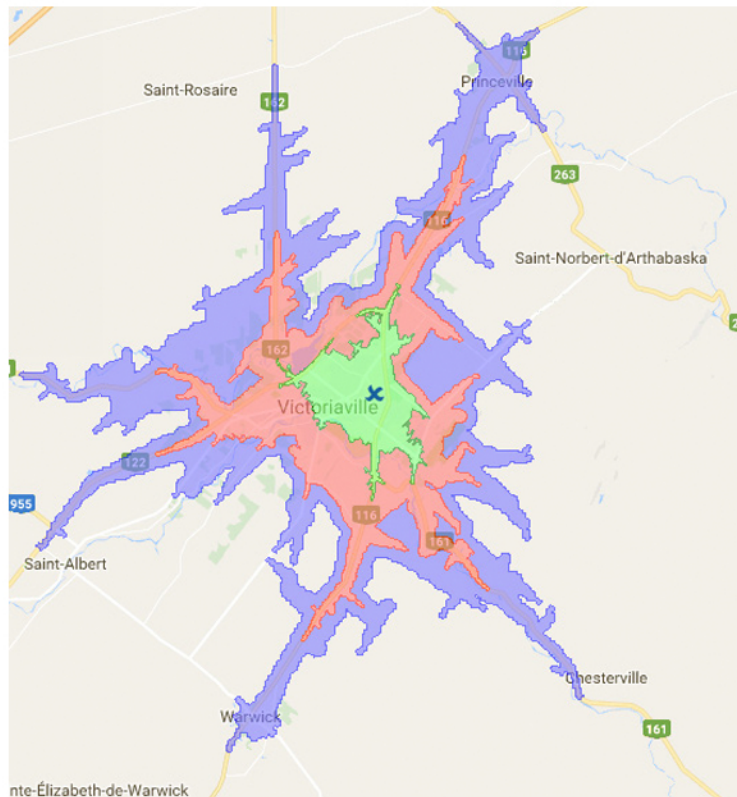 116
Saint-Rosaire
Princeville
162
263
116
Saint-Norbert-d'Arthabaska
2
162
Victoriaville
122
955
116
161
Saint-Albert
Chesterville
Warwick
161
nte-Élizabeth-de-Warwick